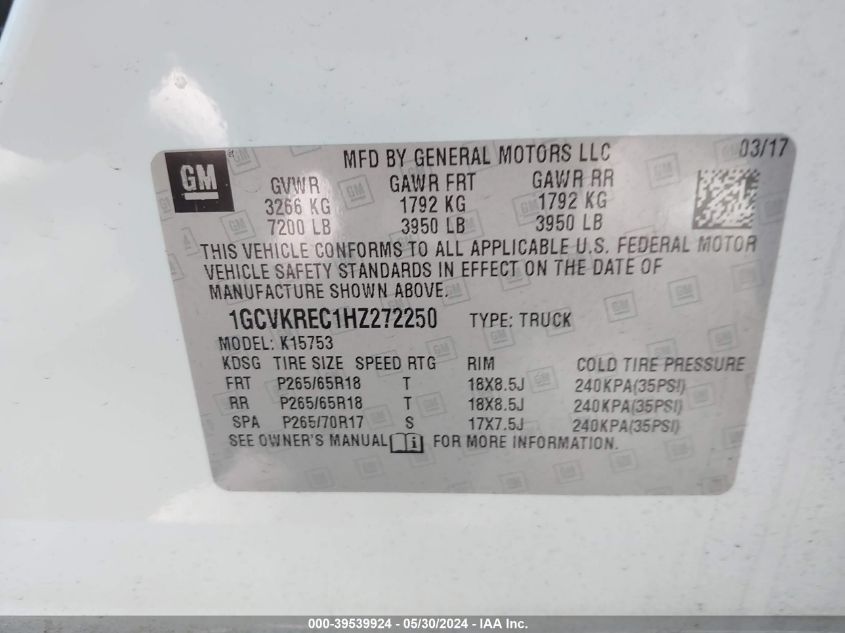 GM
MFD BY GENERAL MOTORS LLC 03/17
GVWR GAWR FRT GAWR RR
3266 KG 1792 KG 1792 KG
7200 LB 3950 LB 3950 LB
THIS VEHICLE CONFORMS TO ALL APPLICABLE U.S. FEDERAL MOTOR
VEHICLE SAFETY STANDARDS IN EFFECT ON THE DATE OF
MANUFACTURE SHOWN ABOVE.
1GCVKREC1HZ272250 TYPE: TRUCK
MODEL: K15753
KDSG TIRE SIZE SPEED RTG RIM COLD TIRE PRESSURE
FRT P265/65R18 T 18X8.5J 240KPA(35PSI)
RR P265/65R18 T 18X8.5J 240KPA(35PSI)
SPA P265/70R17 S 17X7.5J 240KPA(35PSI)
SEE OWNER'S MANUAL i FOR MORE INFORMATION.
000-39539924 - 05/30/2024 - IAA Inc.